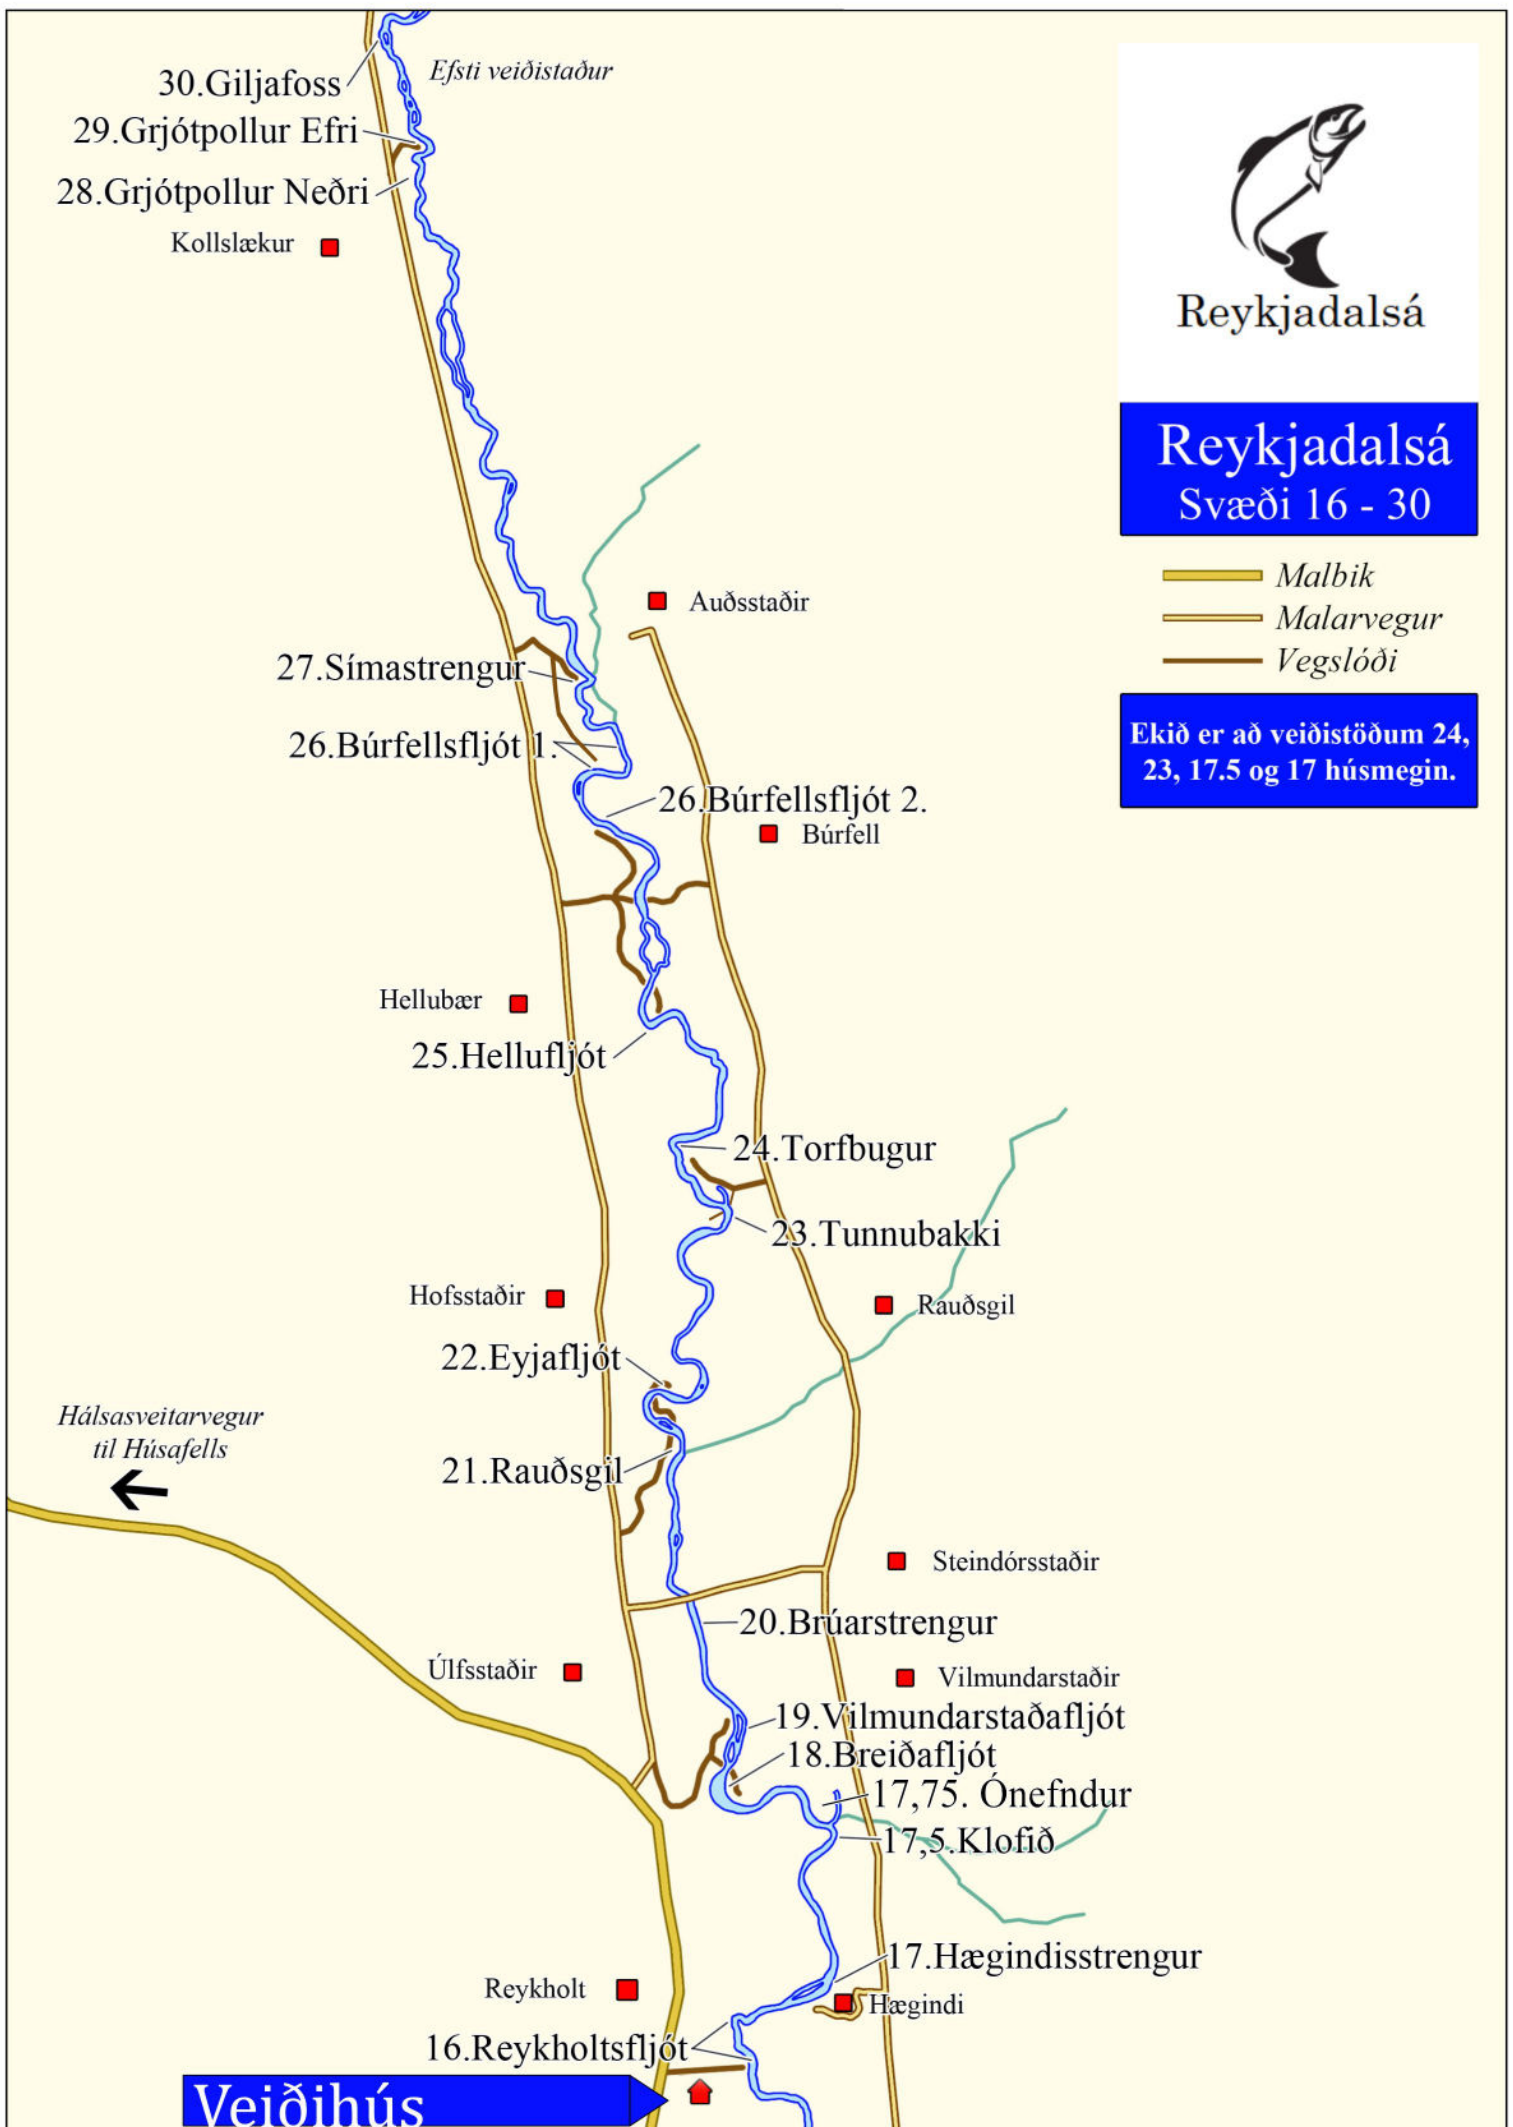 30.Giljafoss
Efsti veiðistaður
29.Grjótpollur Efri
28.Grjótpollur Neðri
Kollslækur
Reykjadalsá
Reykjadalsá
Svæði 16 - 30
Malbik
Malarvegur
Vegslóði
Ekið er að veiðistöðum 24,
23, 17.5 og 17 húsmegin.
Auðsstaðir
27.Símastrengur
26.Búrfellsfljót 1.
26.Búrfellsfljót 2.
Búrfell
Hellubær
25.Hellufljót
24.Torfbugur
23.Tunnubakki
Hofsstaðir
Rauðsgil
22.Eyjafljót
Hálsasveitarvegur
til Húsafells
21.Rauðsgil
Steindórsstaðir
20.Brúarstrengur
Úlfsstaðir
Vilmundarstaðir
19.Vilmundarstaðafljót
18.Breiðafljót
17,75. Ónefndur
17,5.Klofið
17.Hægindisstrengur
Reykholt
Hægindi
16.Reykholtsfljót
Veiðihús